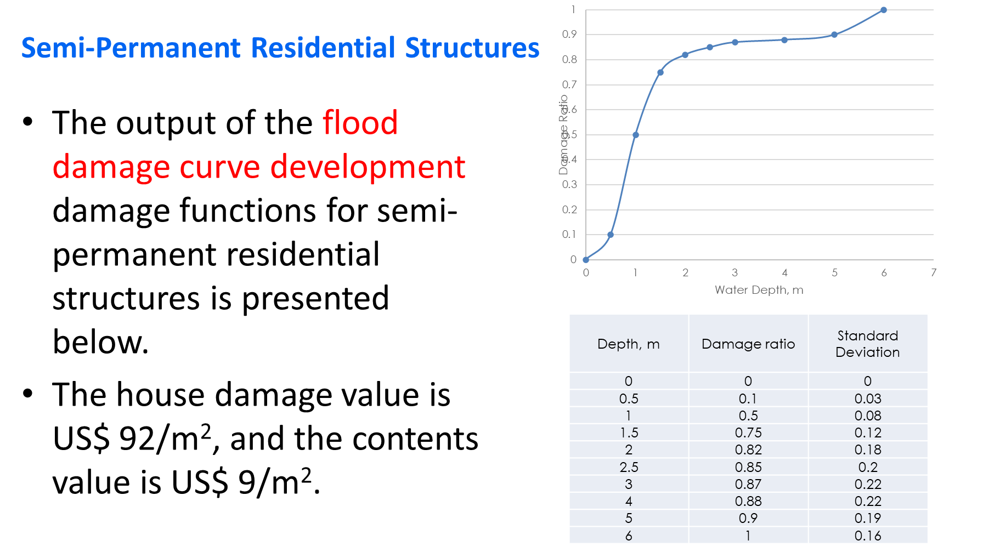 Semi-Permanent Residential Structures
• The output of the flood
damage curve development
damage functions for semi-
permanent residential
structures is presented
below.
• The house damage value is
US$ 92/m², and the contents
value is US$ 9/m².
1
0.9
0.8
0.7
0.6
0.5
0.4
0.3
0.2
0.1
0
Damage Ratio
0 1 2 3 4 5 6 7
Water Depth, m
Depth, m Damage ratio Standard Deviation
0 0 0
0.5 0.1 0.03
1 0.5 0.08
1.5 0.75 0.12
2 0.82 0.18
2.5 0.85 0.2
3 0.87 0.22
4 0.88 0.22
5 0.9 0.19
6 1 0.16